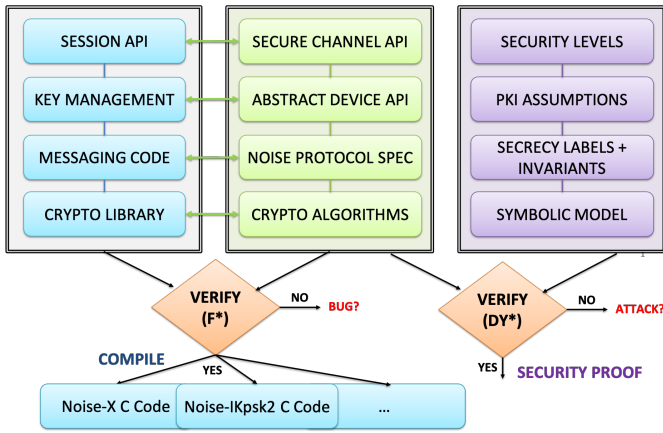 SESSION API
SECURE CHANNEL API
SECURITY LEVELS
KEY MANAGEMENT
ABSTRACT DEVICE API
PKI ASSUMPTIONS
MESSAGING CODE
NOISE PROTOCOL SPEC
SECRECY LABELS +
INVARIANTS
CRYPTO LIBRARY
CRYPTO ALGORITHMS
SYMBOLIC MODEL
VERIFY
(F*)
NO
BUG?
VERIFY
(DY*)
NO
ATTACK?
COMPILE
YES
YES
SECURITY PROOF
Noise-X C Code
Noise-IKpsk2 C Code
...